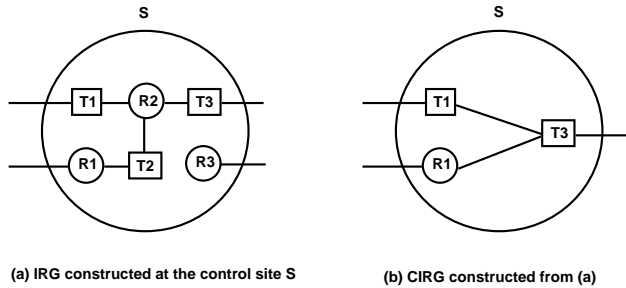 S
S
T1 R2 T3
T1
T3
R1 T2 R3
R1
(a) IRG constructed at the control site S
(b) CIRG constructed from (a)